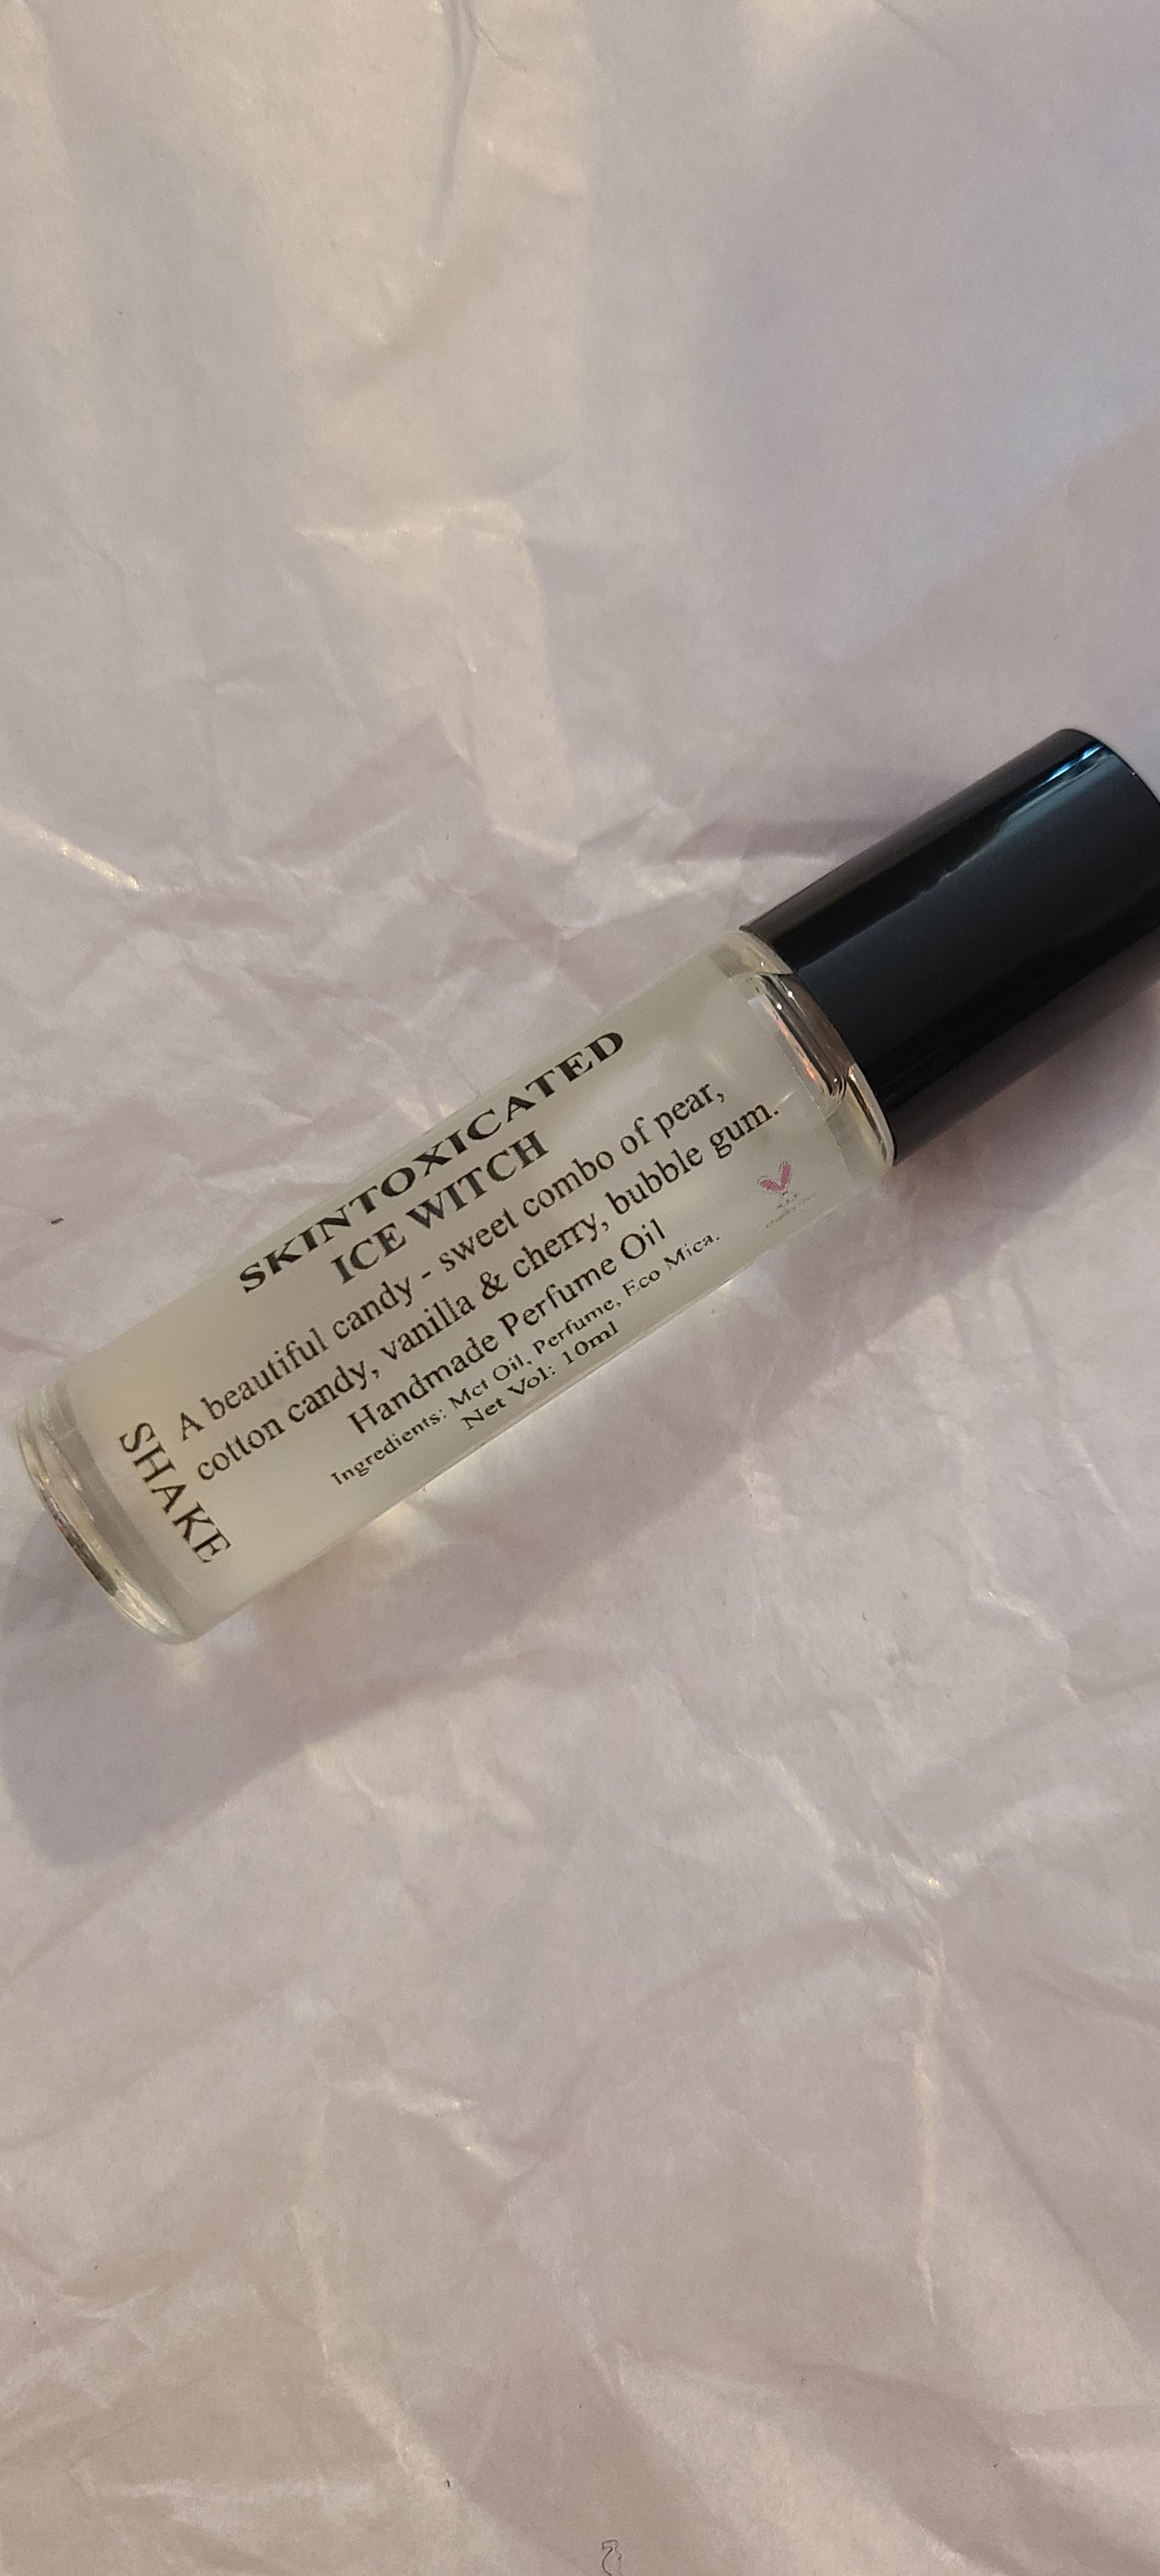 SKINTOXICATED
ICE WITCH
A beautiful candy - sweet combo of pear,
cotton candy, vanilla & cherry, bubble gum.
Handmade Perfume Oil
Ingredients: Mct Oil, Perfume, Eco Mica.
Net Vol: 10ml
SHAKE